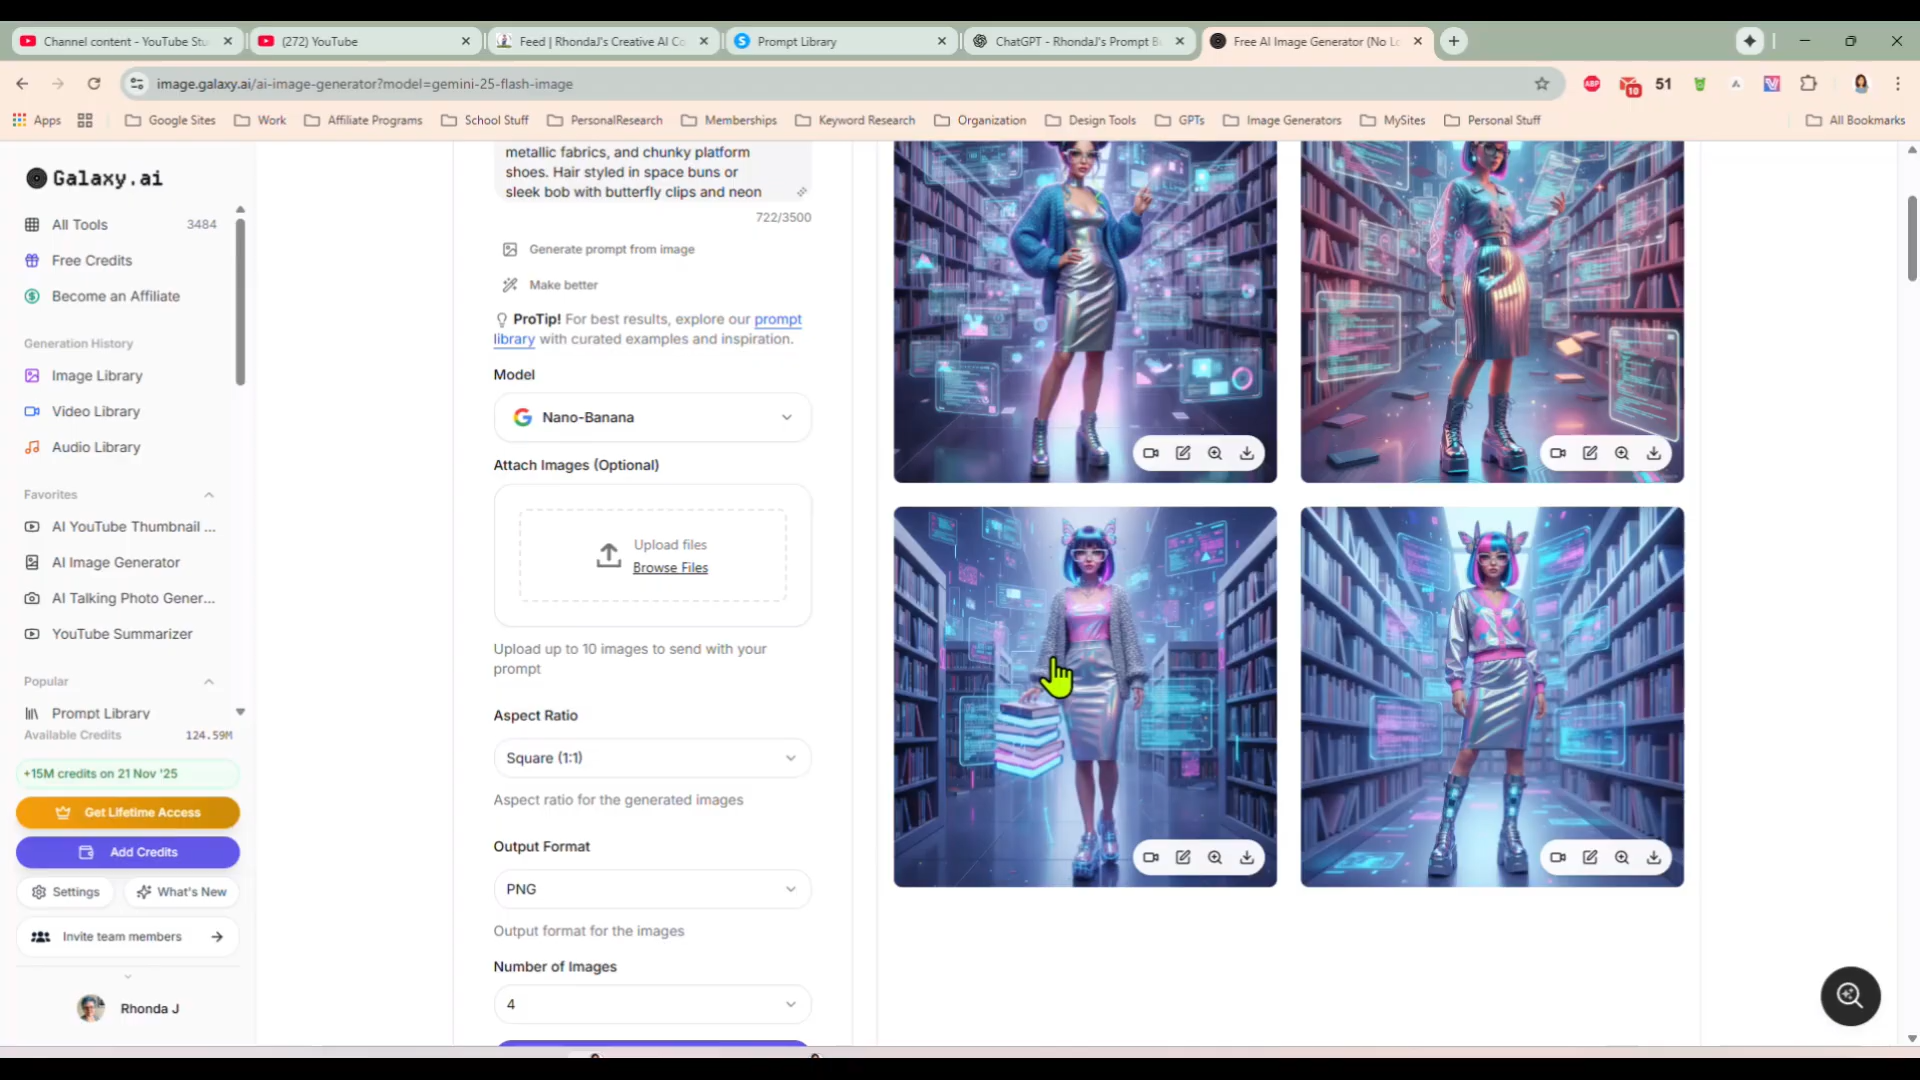 Channel content - YouTube Stu
(272) YouTube
Feed | RhondaJ's Creative AI Co
Prompt Library
ChatGPT - RhondaJ's Prompt B
Free AI Image Generator (No Lo
image.galaxy.ai/ai-image-generator?model=gemini-25-flash-image
ABP
10
51
Apps
Google Sites
Work
Affiliate Programs
School Stuff
PersonalResearch
Memberships
Keyword Research
Organization
Design Tools
GPTs
Image Generators
MySites
Personal Stuff
All Bookmarks
Galaxy.ai
All Tools 3484
Free Credits
Become an Affiliate
Generation History
Image Library
Video Library
Audio Library
Favorites
AI YouTube Thumbnail ...
AI Image Generator
AI Talking Photo Gener...
YouTube Summarizer
Popular
Prompt Library
Available Credits 124.59M
+15M credits on 21 Nov '25
Get Lifetime Access
Add Credits
Settings
What's New
Invite team members
Rhonda J
metallic fabrics, and chunky platform
shoes. Hair styled in space buns or
sleek bob with butterfly clips and neon
722/3500
Generate prompt from image
Make better
ProTip! For best results, explore our prompt
library with curated examples and inspiration.
Model
Nano-Banana
Attach Images (Optional)
Upload files
Browse Files
Upload up to 10 images to send with your
prompt
Aspect Ratio
Square (1:1)
Aspect ratio for the generated images
Output Format
PNG
Output format for the images
Number of Images
4